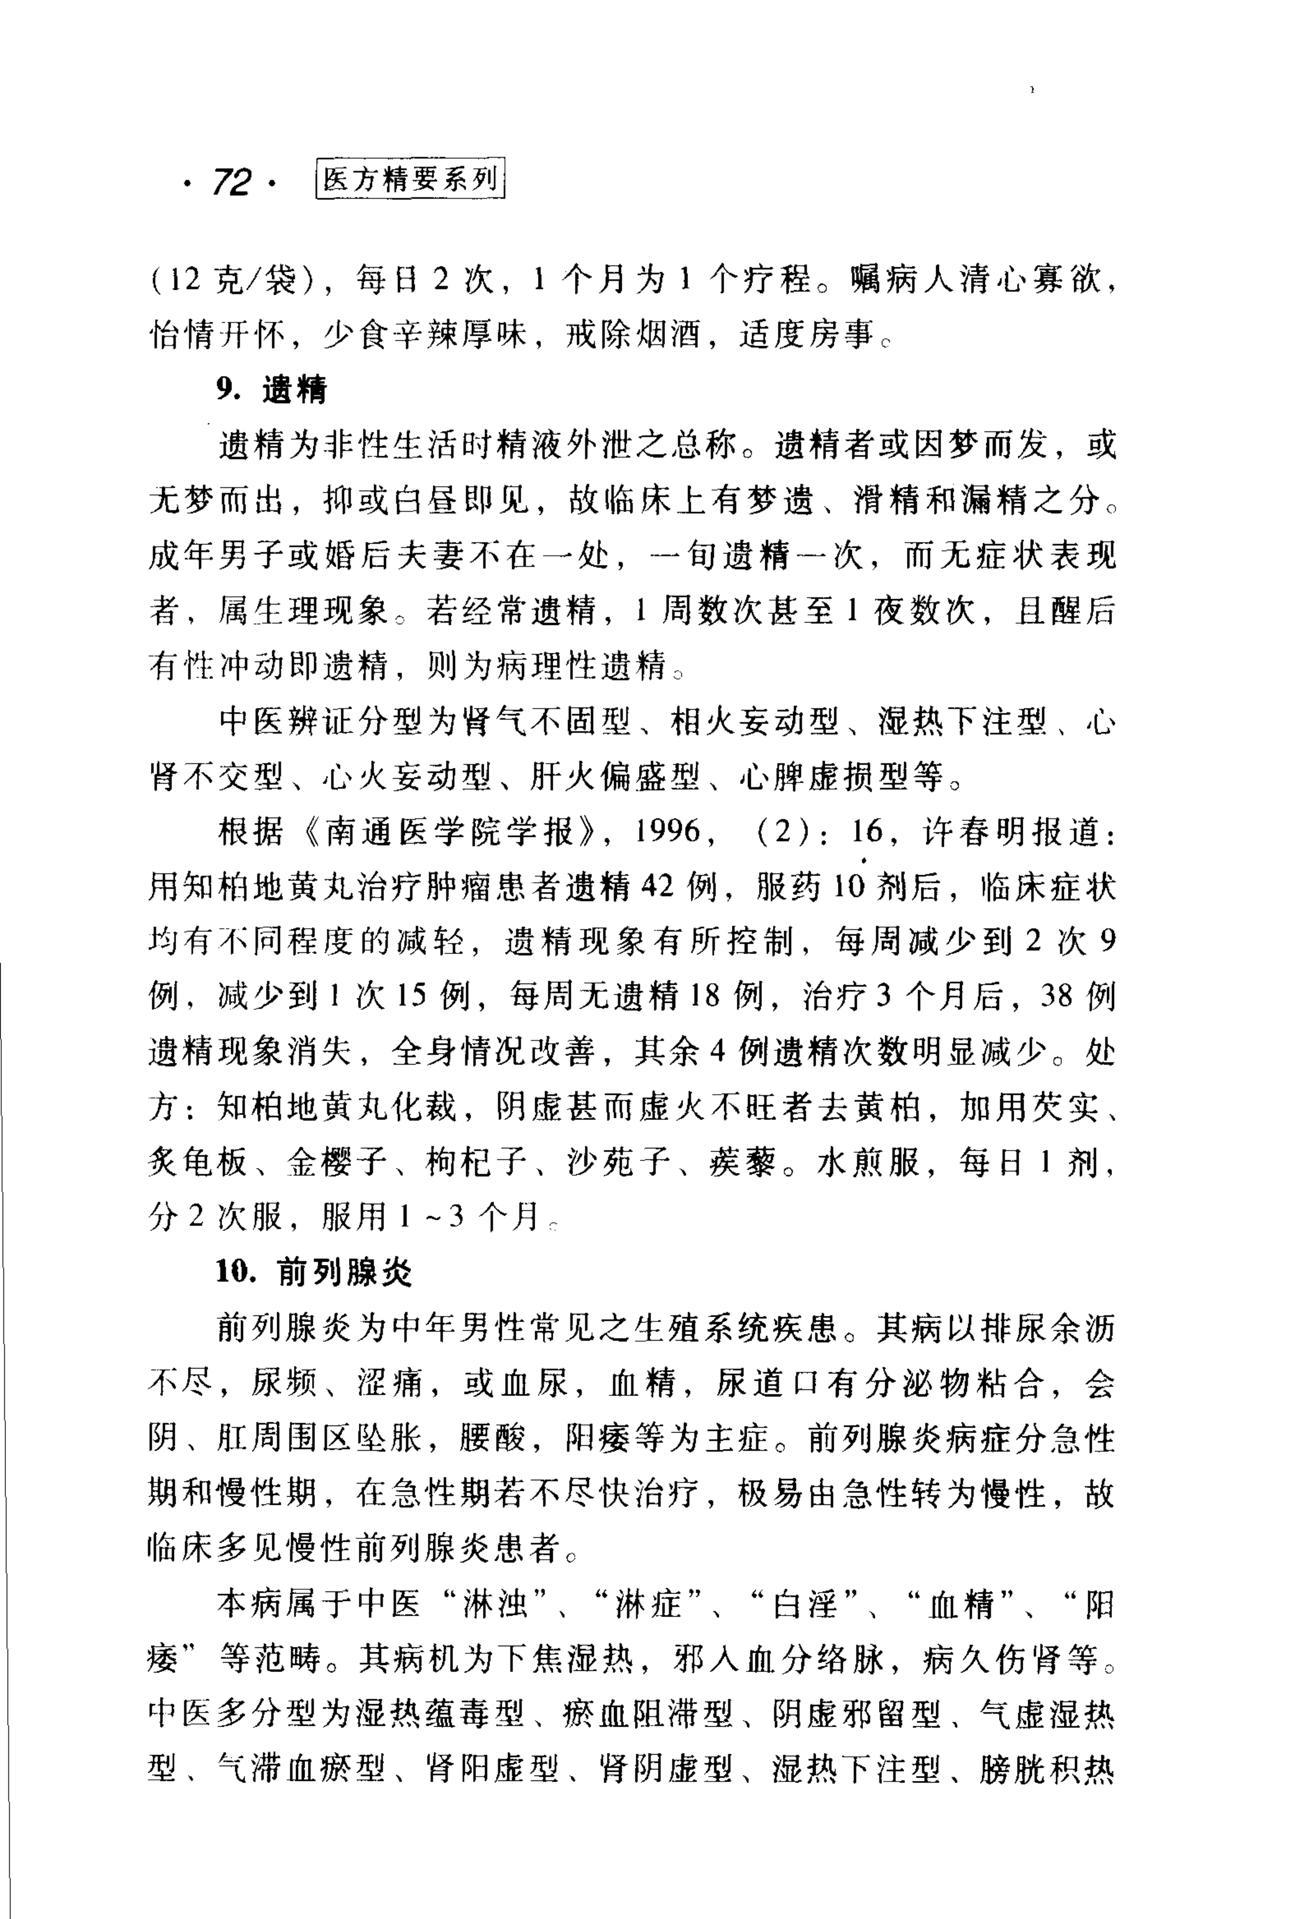 · 72 · 医方精要系列
(12 克/袋)，每日 2 次，1 个月为 1 个疗程。嘱病人清心寡欲，
怡情开怀，少食辛辣厚味，戒除烟酒，适度房事。
9. 遗精
遗精为非性生活时精液外泄之总称。遗精者或因梦而发，或
无梦而出，抑或白昼即见，故临床上有梦遗、滑精和漏精之分。
成年男子或婚后夫妻不在一处，一旬遗精一次，而无症状表现
者，属生理现象。若经常遗精，1 周数次甚至 1 夜数次，且醒后
有性冲动即遗精，则为病理性遗精。
中医辨证分型为肾气不固型、相火妄动型、湿热下注型、心
肾不交型、心火妄动型、肝火偏盛型、心脾虚损型等。
根据《南通医学院学报》，1996，(2)：16，许春明报道：
用知柏地黄丸治疗肿瘤患者遗精 42 例，服药 10 剂后，临床症状
均有不同程度的减轻，遗精现象有所控制，每周减少到 2 次 9
例，减少到 1 次 15 例，每周无遗精 18 例，治疗 3 个月后，38 例
遗精现象消失，全身情况改善，其余 4 例遗精次数明显减少。处
方：知柏地黄丸化裁，阴虚甚而虚火不旺者去黄柏，加用芡实、
炙龟板、金樱子、枸杞子、沙苑子、蒺藜。水煎服，每日 1 剂，
分 2 次服，服用 1 ~ 3 个月。
10. 前列腺炎
前列腺炎为中年男性常见之生殖系统疾患。其病以排尿余沥
不尽，尿频、涩痛，或血尿，血精，尿道口有分泌物粘合，会
阴、肛周围区坠胀，腰酸，阳痿等为主症。前列腺炎病症分急性
期和慢性期，在急性期若不尽快治疗，极易由急性转为慢性，故
临床多见慢性前列腺炎患者。
本病属于中医“淋浊”、“淋症”、“白淫”、“血精”、“阳
痿”等范畴。其病机为下焦湿热，邪入血分络脉，病久伤肾等。
中医多分型为湿热蕴毒型、瘀血阻滞型、阴虚邪留型、气虚湿热
型、气滞血瘀型、肾阳虚型、肾阴虚型、湿热下注型、膀胱积热